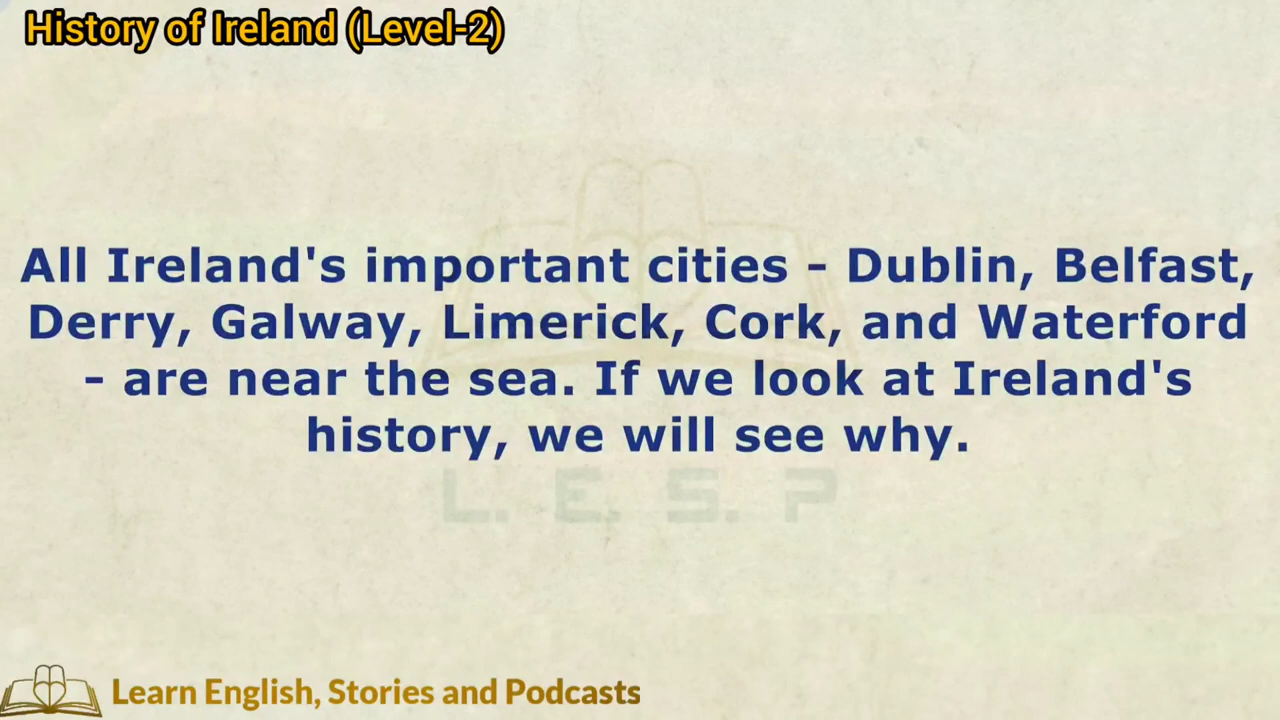 History of Ireland (Level-2)
All Ireland's important cities - Dublin, Belfast,
Derry, Galway, Limerick, Cork, and Waterford
- are near the sea. If we look at Ireland's
history, we will see why.
L. E. S. P
Learn English, Stories and Podcasts